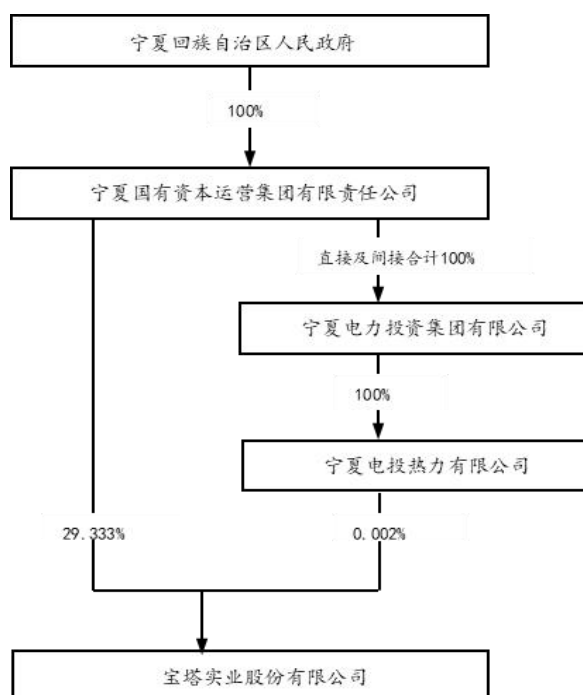 宁夏回族自治区人民政府
100%
宁夏国有资本运营集团有限责任公司
直接及间接合计100%
宁夏电力投资集团有限公司
100%
宁夏电投热力有限公司
29.333%
0.002%
宝塔实业股份有限公司